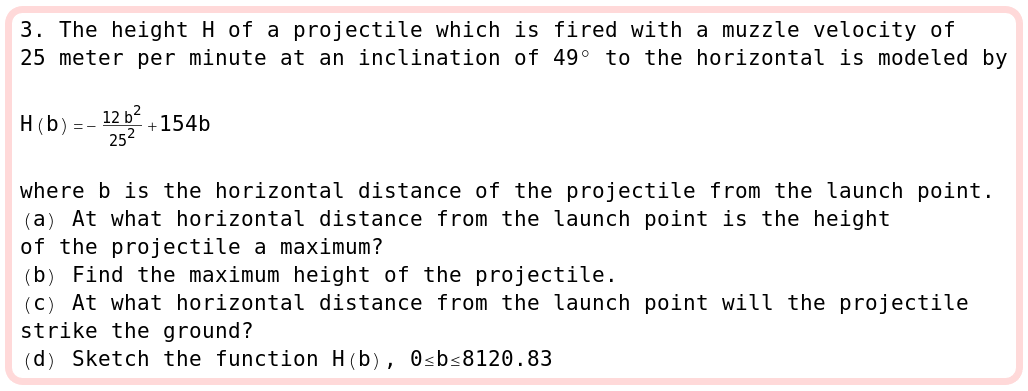 3. The height H of a projectile which is fired with a muzzle velocity of
25 meter per minute at an inclination of 49° to the horizontal is modeled by
H(b)=-\frac{12 b^2}{25^2}+154b
where b is the horizontal distance of the projectile from the launch point.
(a) At what horizontal distance from the launch point is the height
of the projectile a maximum?
(b) Find the maximum height of the projectile.
(c) At what horizontal distance from the launch point will the projectile
strike the ground?
(d) Sketch the function H(b), 0≤b≤8120.83